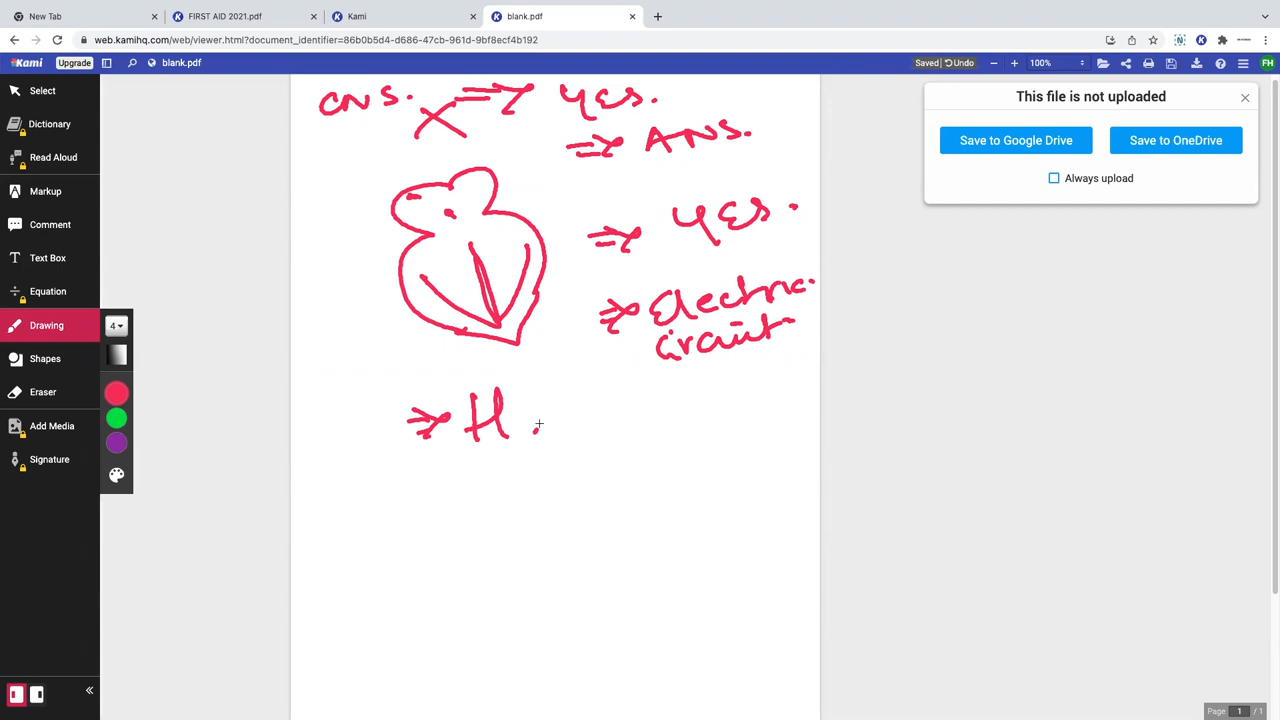 New Tab
FIRST AID 2021.pdf
Kami
blank.pdf
web.kamihq.com/web/viewer.html?document_identifier=86b0b5d4-d686-47cb-961d-9bf8ecf4b192
Kami Upgrade blank.pdf Saved Undo 100% FH
Select
Dictionary
Read Aloud
Markup
Comment
Text Box
Equation
Drawing
Shapes
Eraser
Add Media
Signature
4
This file is not uploaded
Save to Google Drive Save to OneDrive
Always upload
CNS. => YES.
=> ANS.
=> YES.
=> Electric
circuit
=> H .
Page 1 / 1